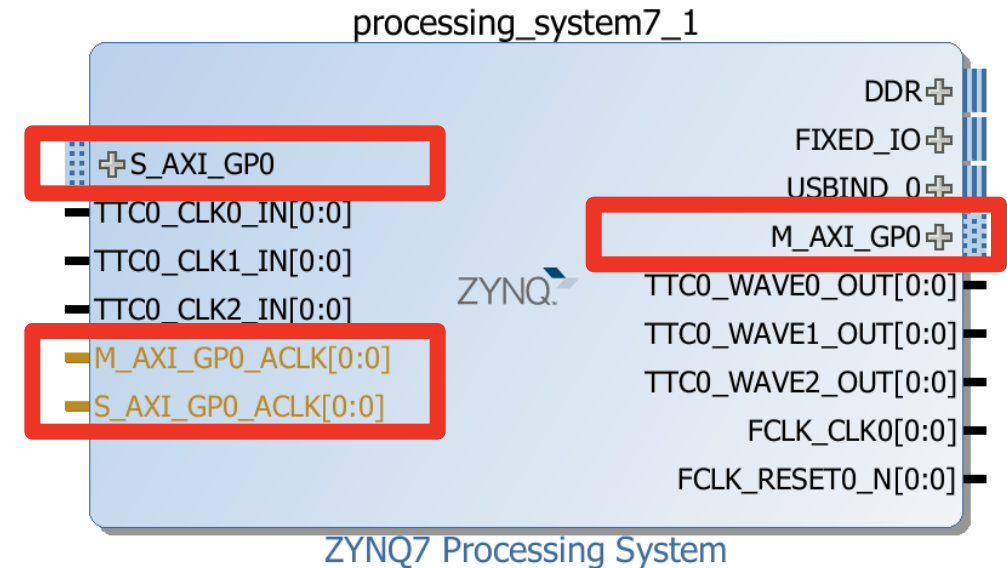 processing_system7_1
S_AXI_GP0
TTC0_CLK0_IN[0:0]
TTC0_CLK1_IN[0:0]
TTC0_CLK2_IN[0:0]
M_AXI_GP0_ACLK[0:0]
S_AXI_GP0_ACLK[0:0]
ZYNQ
DDR
FIXED_IO
USBIND_0
M_AXI_GP0
TTC0_WAVE0_OUT[0:0]
TTC0_WAVE1_OUT[0:0]
TTC0_WAVE2_OUT[0:0]
FCLK_CLK0[0:0]
FCLK_RESET0_N[0:0]
ZYNQ7 Processing System